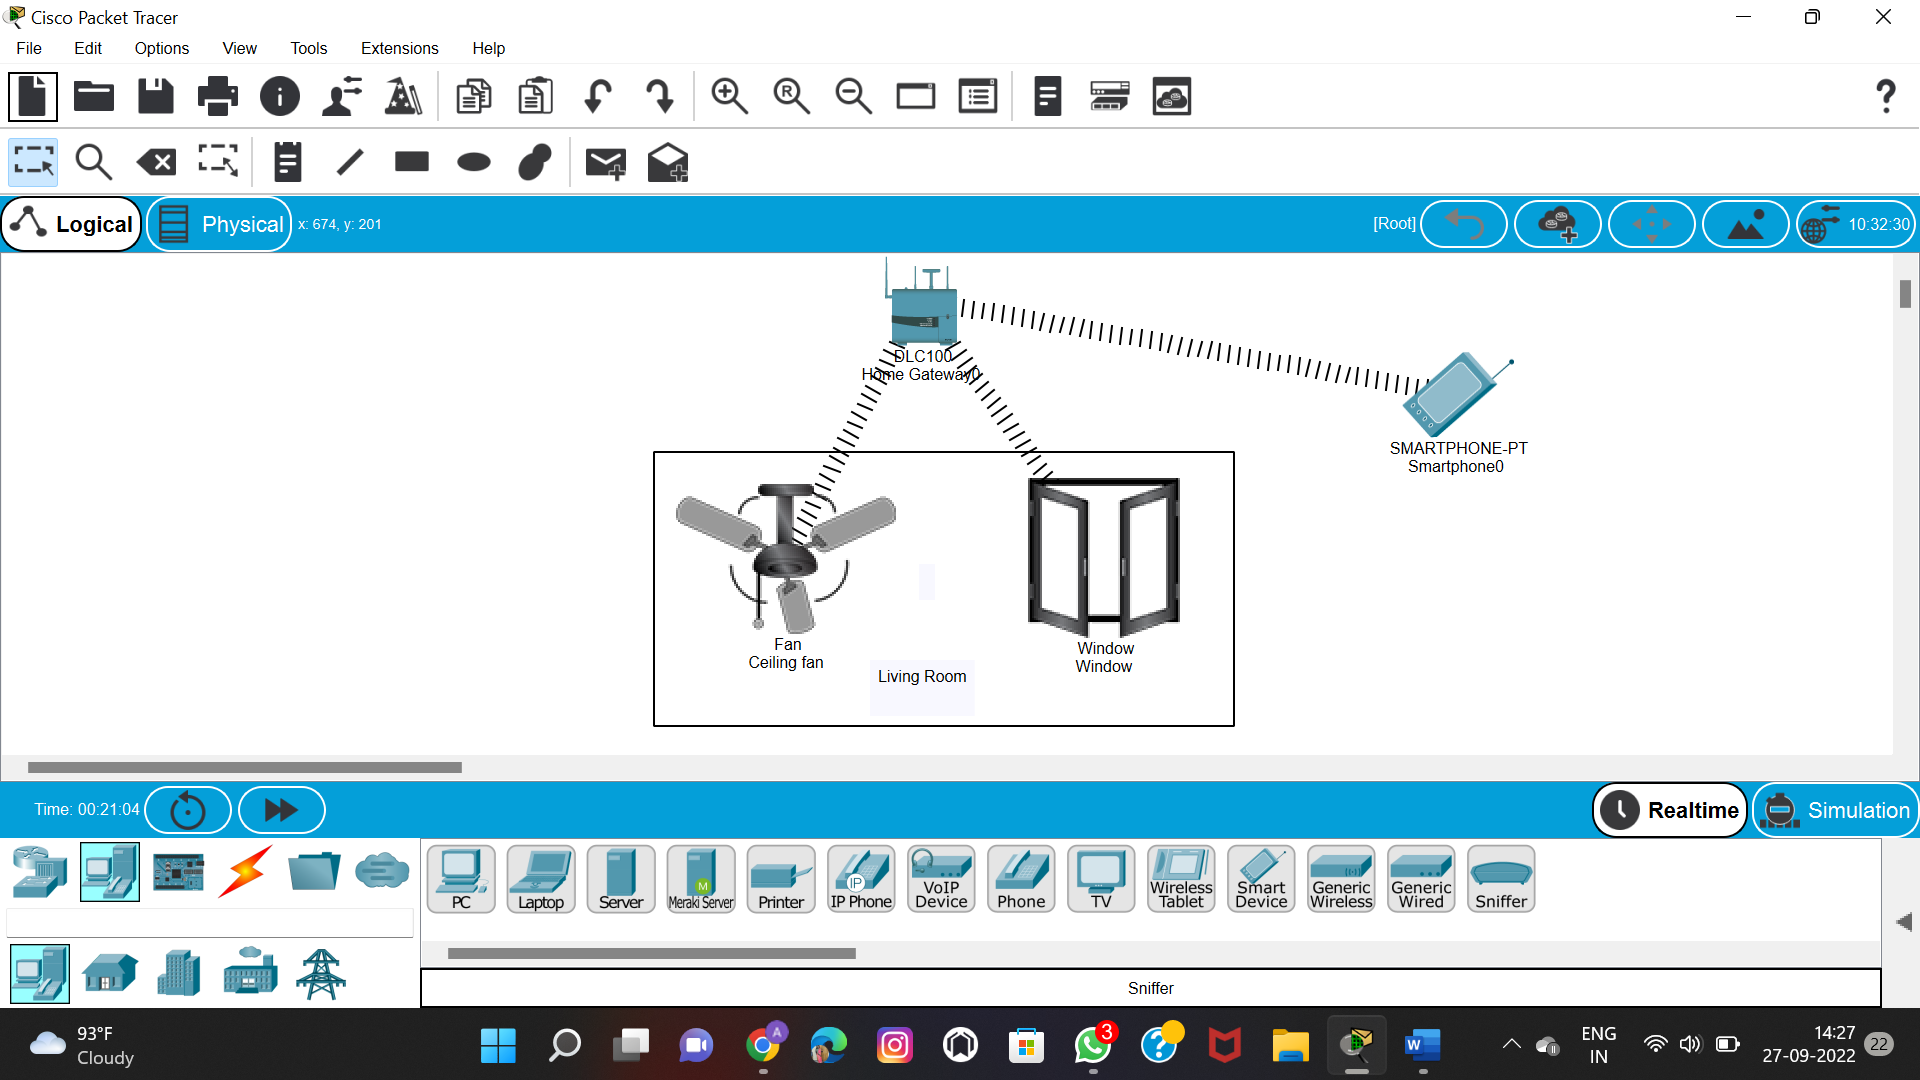 Cisco Packet Tracer
File Edit Options View Tools Extensions Help
R
Logical Physical x: 674, y: 201 [Root] 10:32:30
DLC100
Home Gateway0
SMARTPHONE-PT
Smartphone0
Fan
Ceiling fan
Window
Window
Living Room
Time: 00:21:04 Realtime Simulation
PC Laptop Server Meraki Server Printer IP Phone VoIP Device Phone TV Wireless Tablet Smart Device Generic Wireless Generic Wired Sniffer
Sniffer
93°F
Cloudy
ENG
IN
14:27
27-09-2022
22